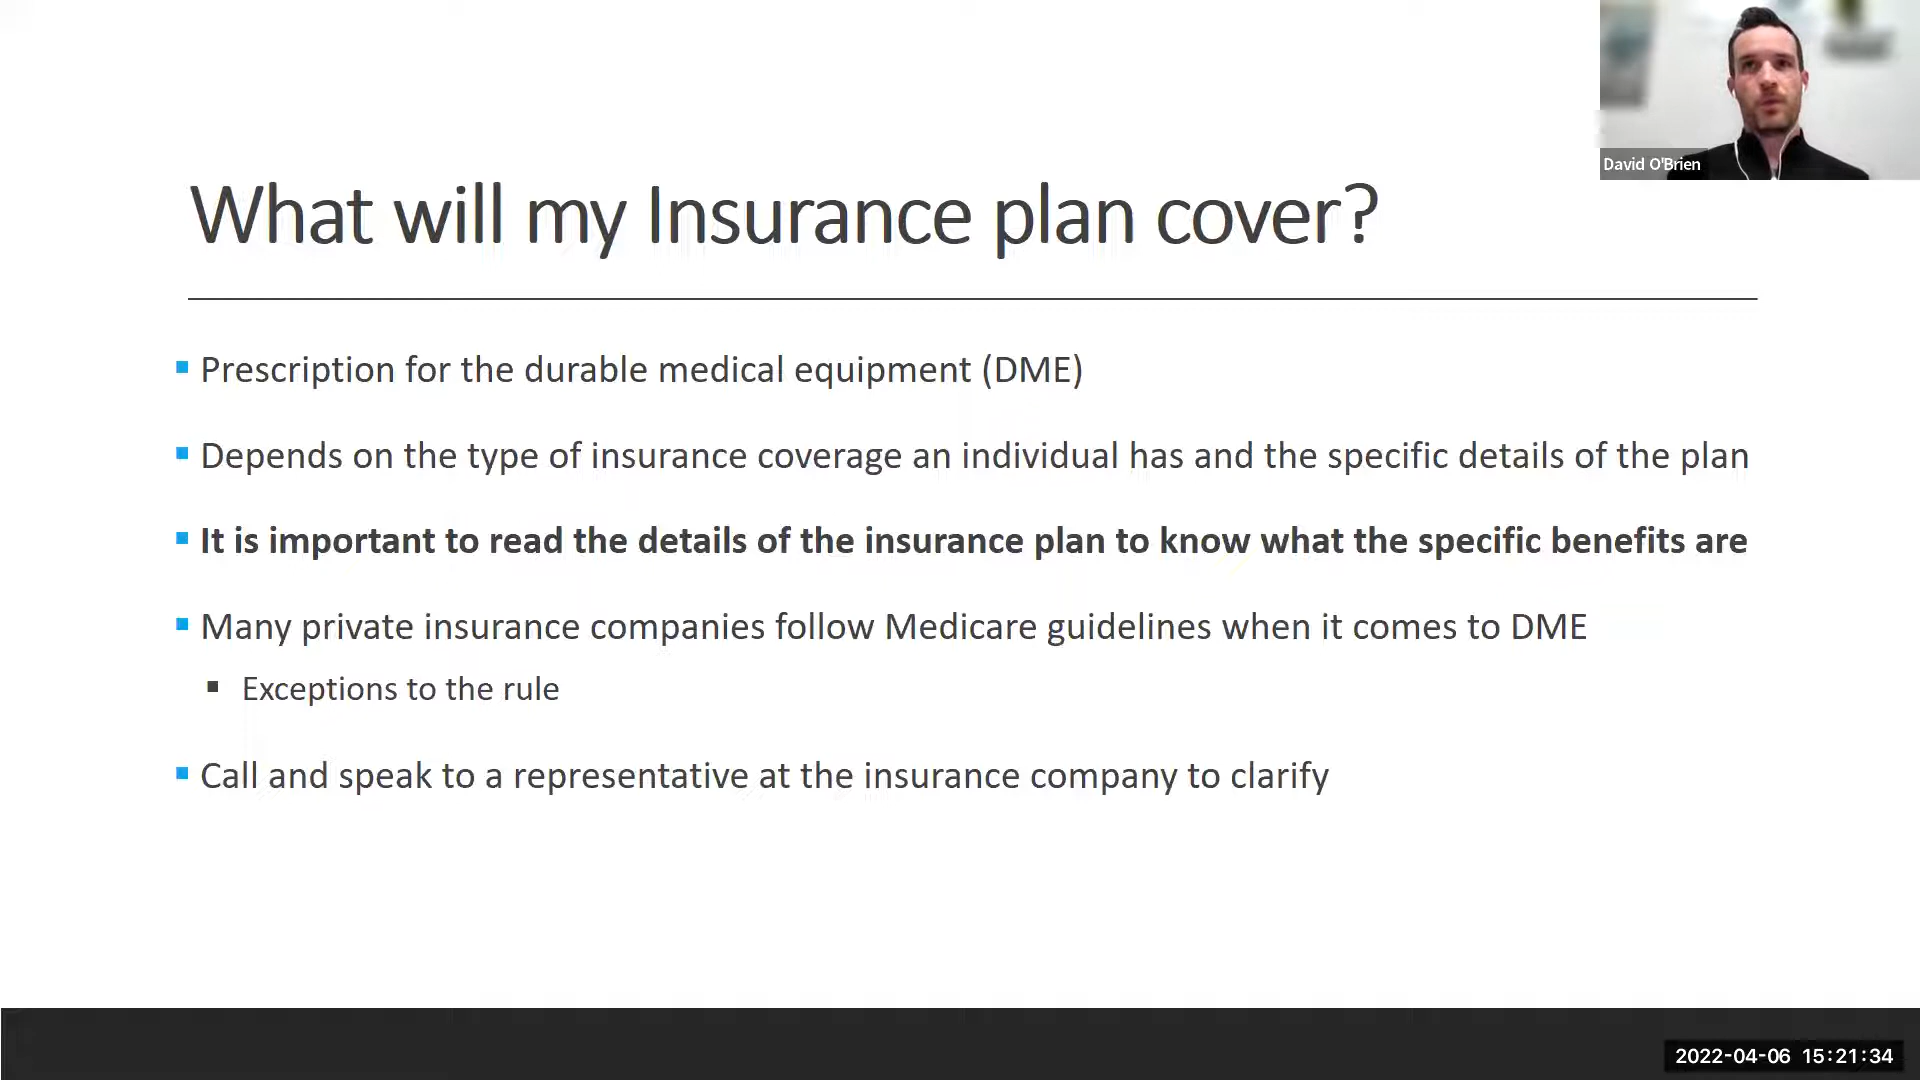 David O'Brien
What will my Insurance plan cover?
Prescription for the durable medical equipment (DME)
Depends on the type of insurance coverage an individual has and the specific details of the plan
It is important to read the details of the insurance plan to know what the specific benefits are
Many private insurance companies follow Medicare guidelines when it comes to DME
Exceptions to the rule
Call and speak to a representative at the insurance company to clarify
2022-04-06 15:21:34